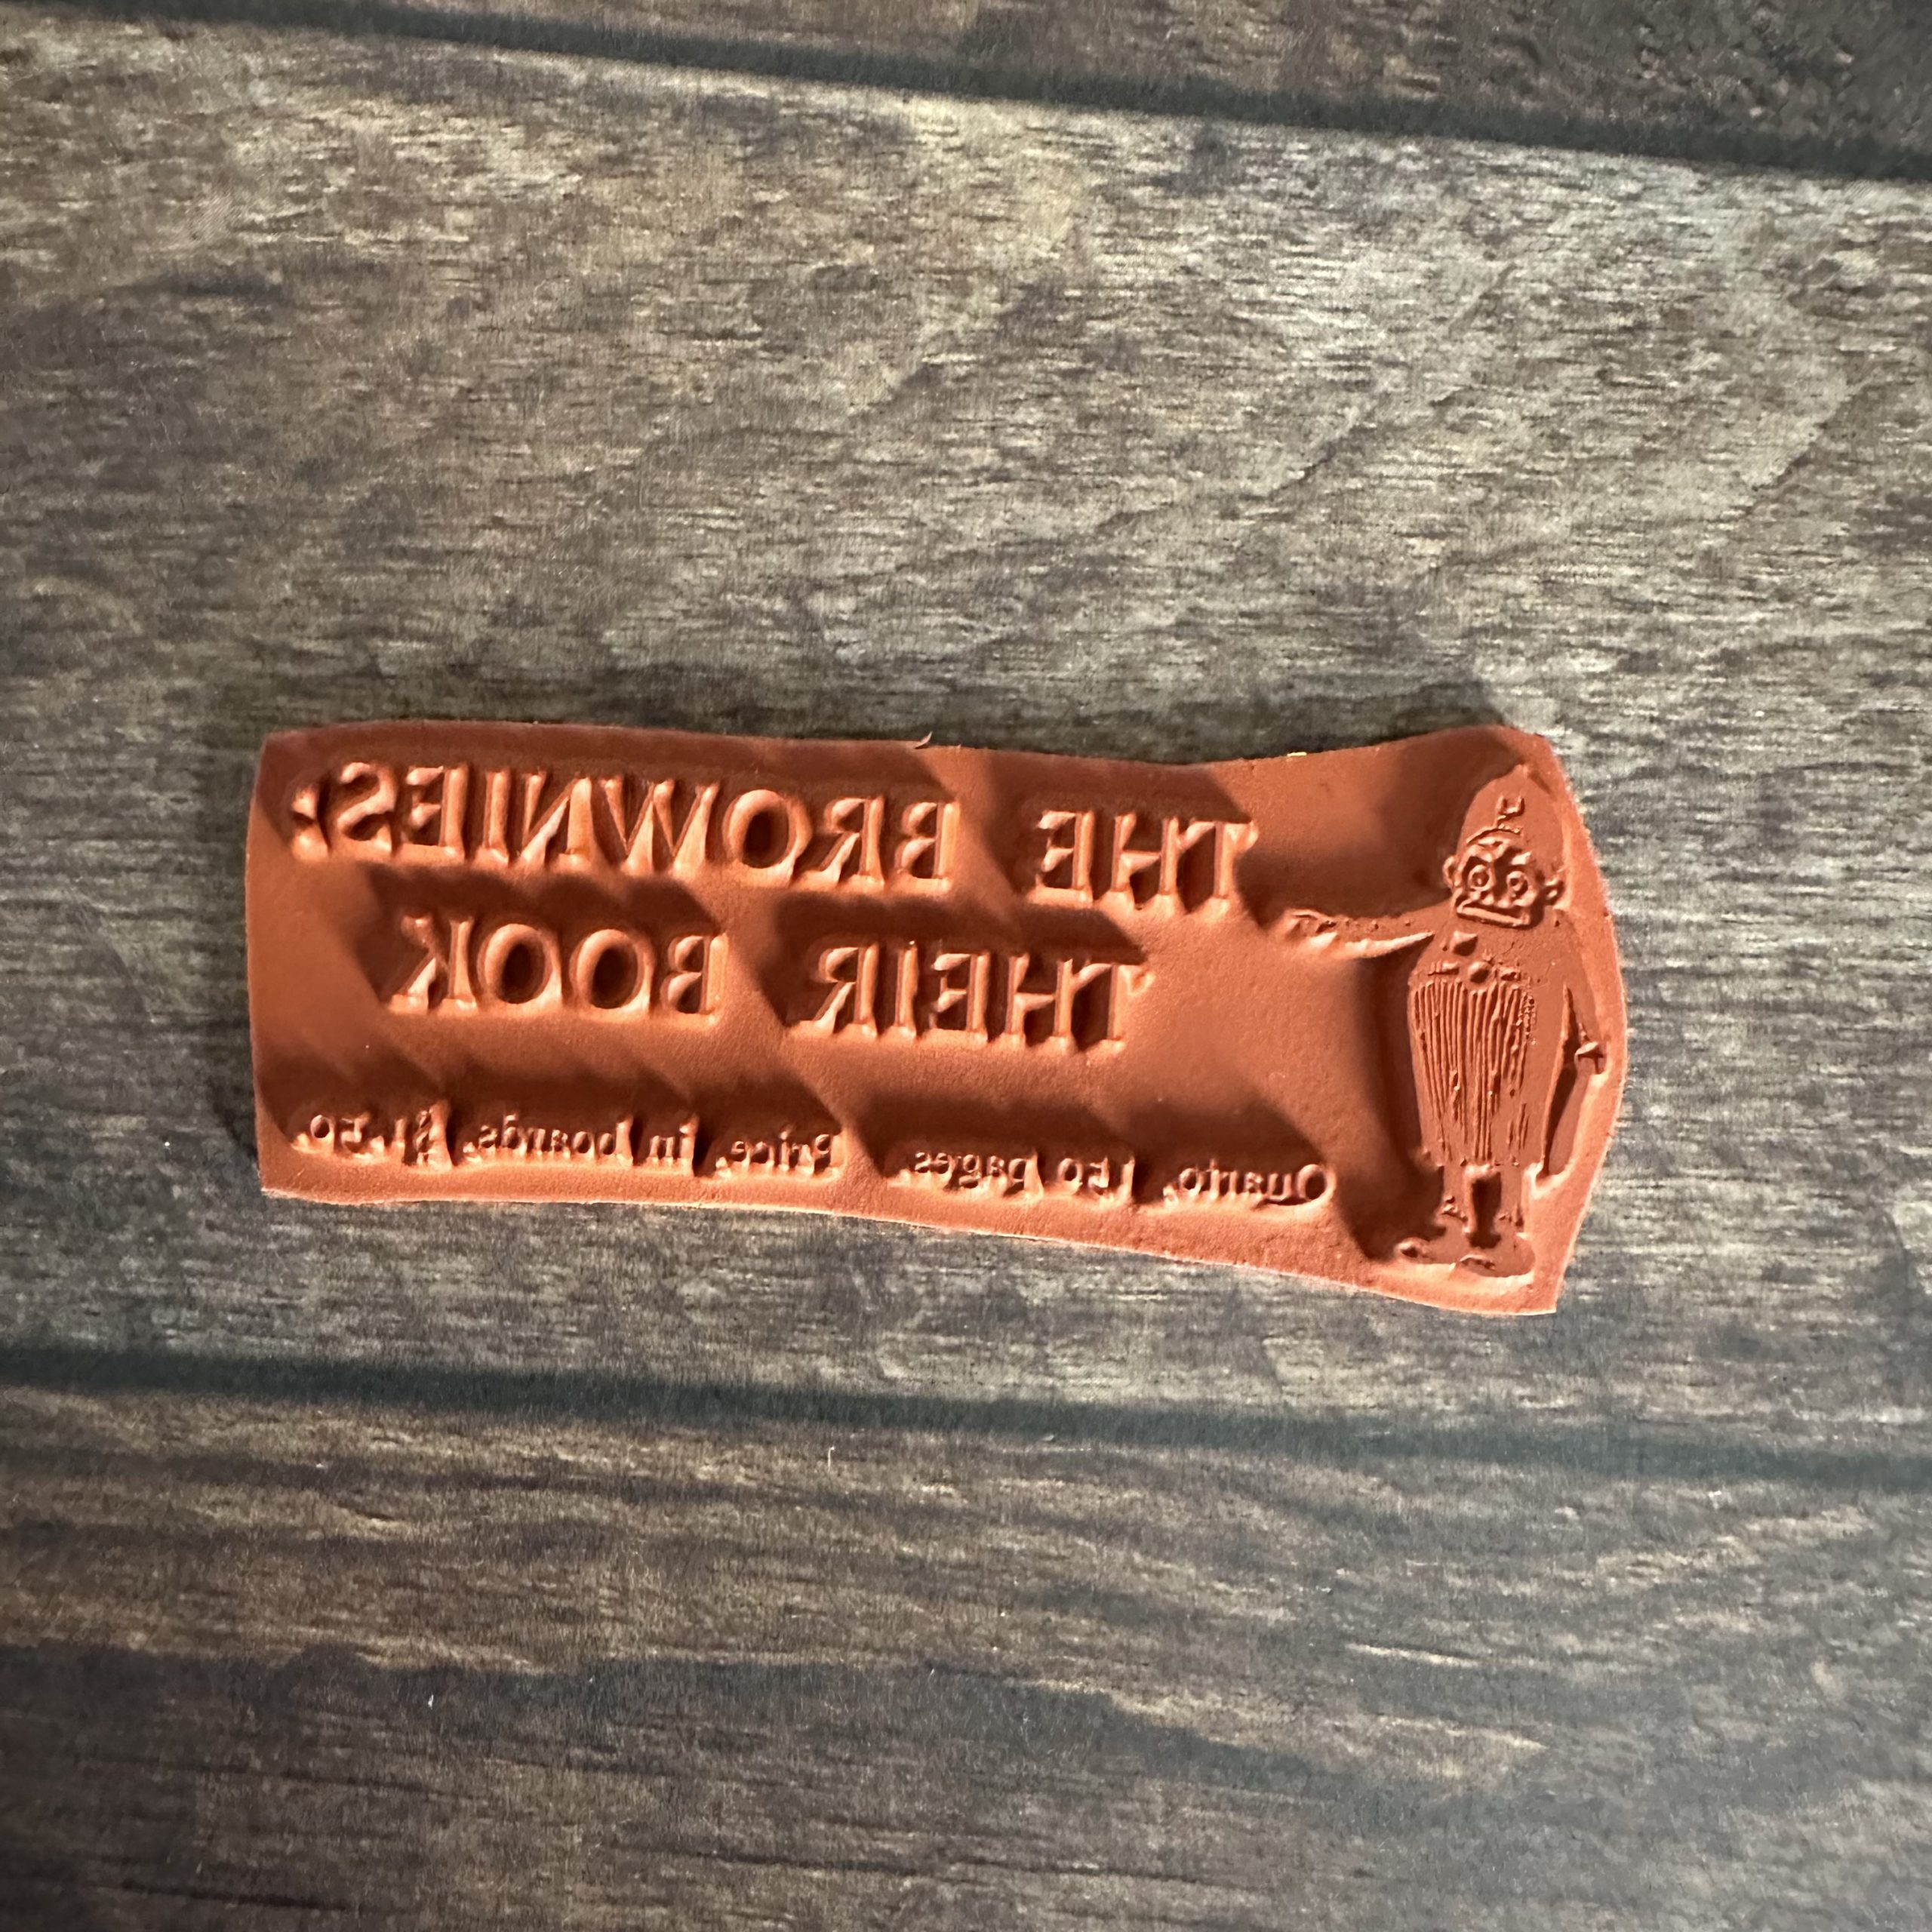 THE BROWNIES:
THEIR BOOK
Quarto, 150 pages. Price, in boards, $1.50.